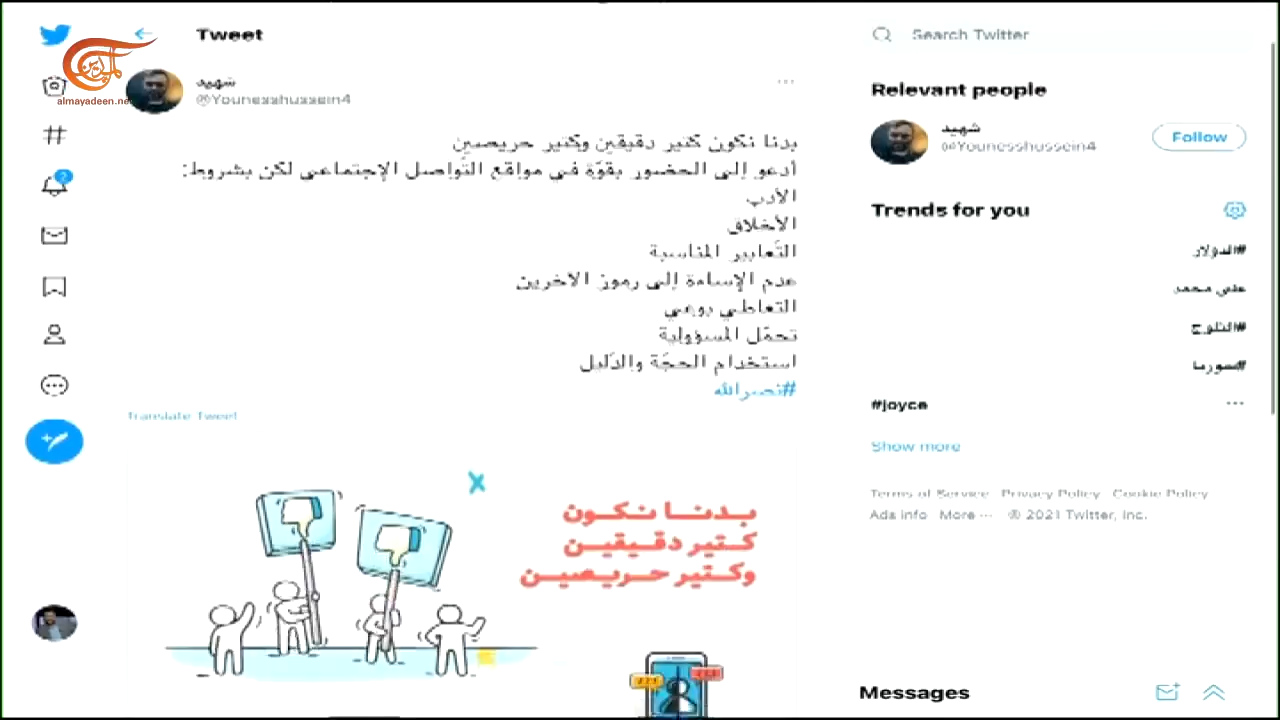 Tweet
الميادين
almayadeen.ne
شهيد
@Younesshussein4
بدنا نكون كتير دقيقين وكتير حريصين
أدعو إلى الحضور بقوّة في مواقع التّواصل الإجتماعي لكن بشروط:
الأدب
الأخلاق
التّعابير المناسبة
عدم الإساءة إلى رموز الآخرين
التعاطي بوعي
تحمّل المسؤولية
استخدام الحجّة والدّليل
#نصرالله
Translate Tweet
بدنا نكون
كتير دقيقين
وكتير حريصين
Search Twitter
Relevant people
شهيد
@Younesshussein4
Follow
Trends for you
#الدولار
علي محمد
#الثلوج
#سوريا
#joyce
Show more
Terms of Service Privacy Policy Cookie Policy
Ads info More ··· © 2021 Twitter, Inc.
Messages
2